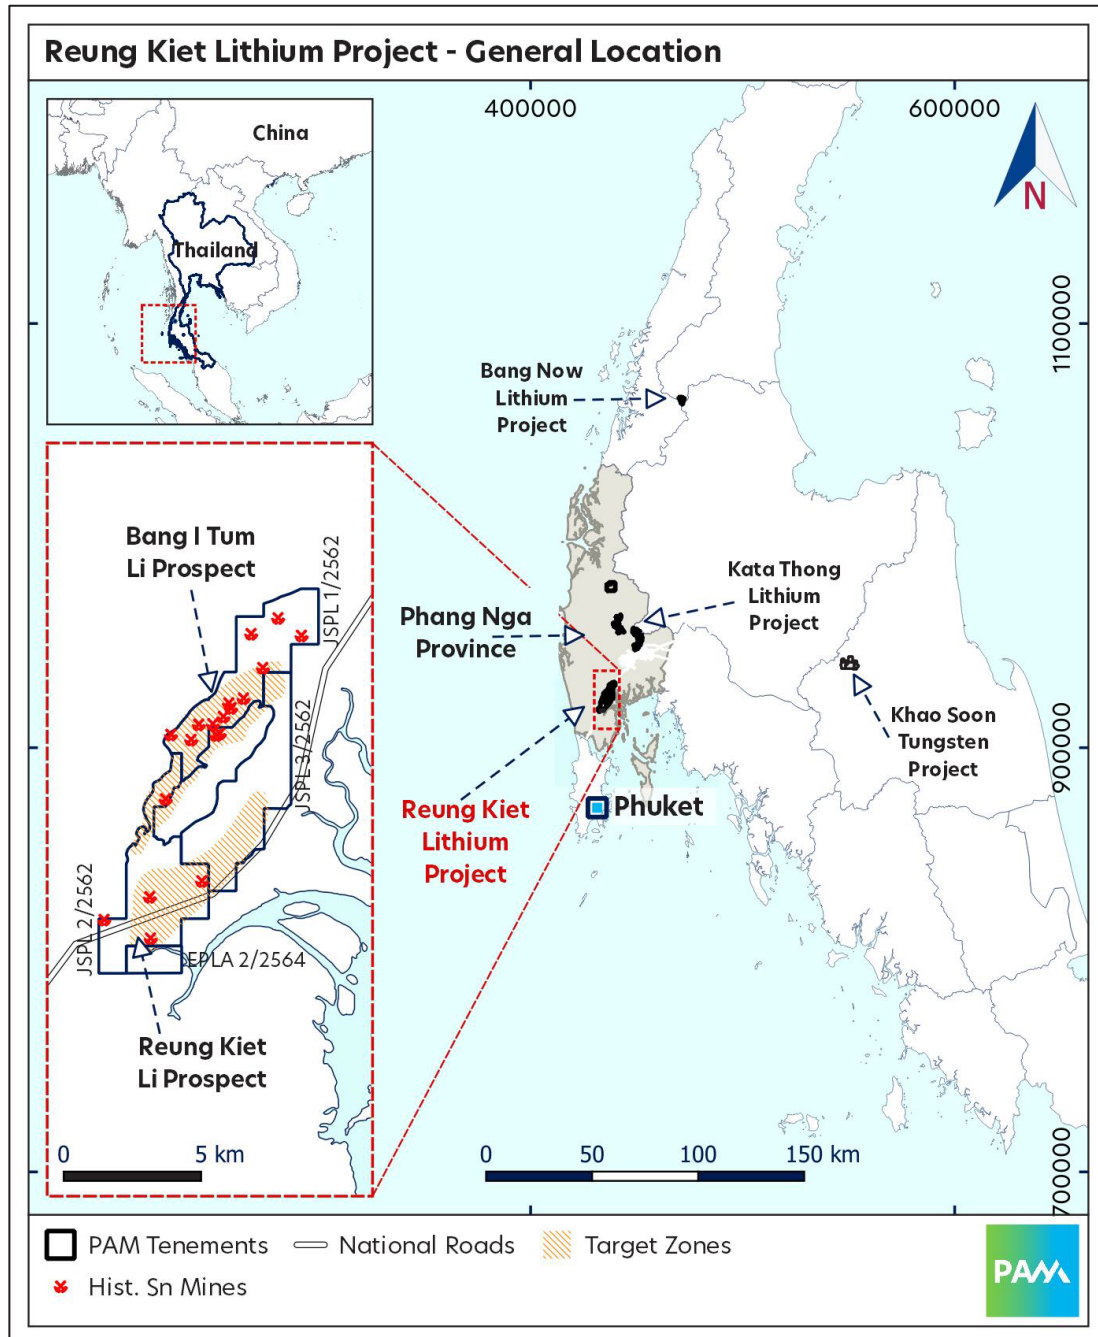 Reung Kiet Lithium Project - General Location
400000
600000
China
Thailand
N
1100000
Bang Now
Lithium
Project
Bang I Tum
Li Prospect
JSPL 1/2562
Kata Thong
Lithium
Project
Phang Nga
Province
Khao Soon
Tungsten
Project
JSPL 3/2562
900000
Reung Kiet
Lithium
Project
Phuket
JSPL 2/2562
EPLA 2/2564
Reung Kiet
Li Prospect
0 5 km
0 50 100 150 km
700000
PAM Tenements
National Roads
Target Zones
Hist. Sn Mines
PAM